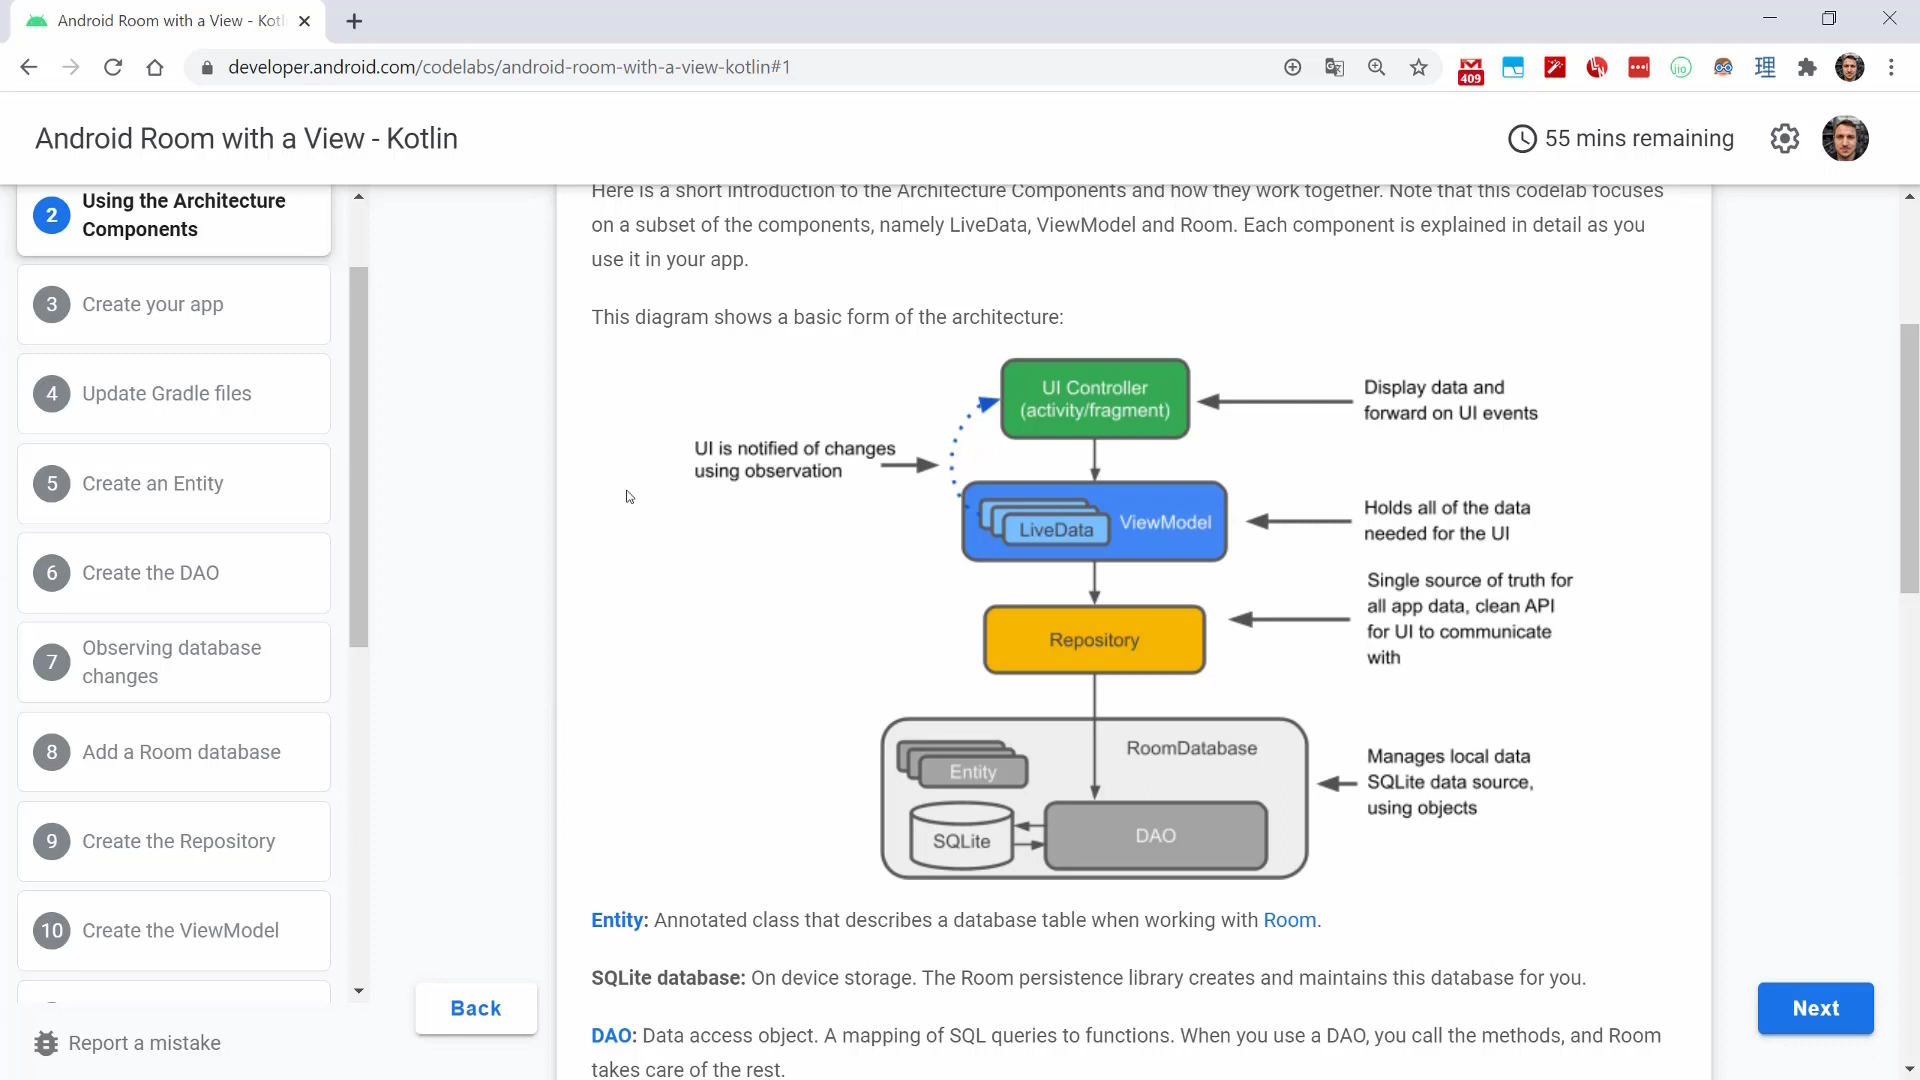 Android Room with a View - Kotl
developer.android.com/codelabs/android-room-with-a-view-kotlin#1
409
Android Room with a View - Kotlin
55 mins remaining
2
Using the Architecture
Components
3
Create your app
4
Update Gradle files
5
Create an Entity
6
Create the DAO
7
Observing database
changes
8
Add a Room database
9
Create the Repository
10
Create the ViewModel
Report a mistake
Here is a short introduction to the Architecture Components and how they work together. Note that this codelab focuses
on a subset of the components, namely LiveData, ViewModel and Room. Each component is explained in detail as you
use it in your app.
This diagram shows a basic form of the architecture:
UI Controller
(activity/fragment)
Display data and
forward on UI events
UI is notified of changes
using observation
LiveData
ViewModel
Holds all of the data
needed for the UI
Repository
Single source of truth for
all app data, clean API
for UI to communicate
with
RoomDatabase
Entity
SQLite
DAO
Manages local data
SQLite data source,
using objects
Entity: Annotated class that describes a database table when working with Room.
SQLite database: On device storage. The Room persistence library creates and maintains this database for you.
DAO: Data access object. A mapping of SQL queries to functions. When you use a DAO, you call the methods, and Room
takes care of the rest.
Back
Next